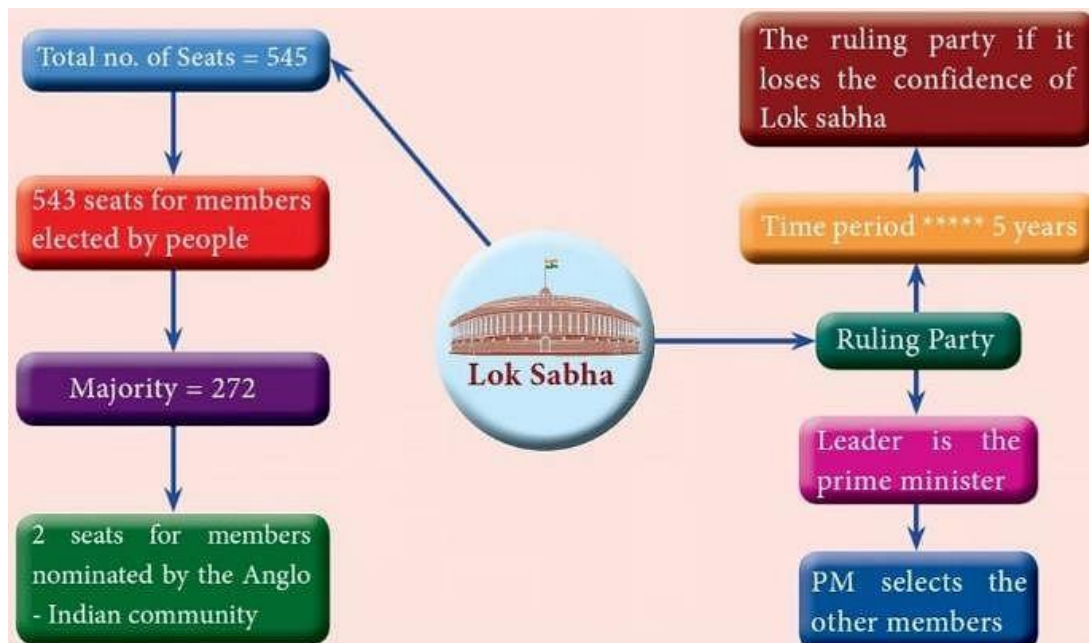 Total no. of Seats = 545
543 seats for members
elected by people
Majority = 272
2 seats for members
nominated by the Anglo
- Indian community
Lok Sabha
The ruling party if it
loses the confidence of
Lok sabha
Time period ***** 5 years
Ruling Party
Leader is the
prime minister
PM selects the
other members